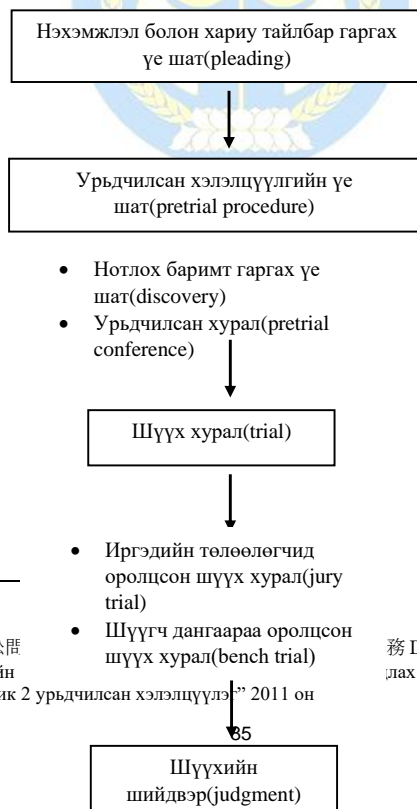 Нэхэмжлэл болон хариу тайлбар гаргах
үе шат(pleading)
Урьдчилсан хэлэлцүүлгийн үе
шат(pretrial procedure)
• Нотлох баримт гаргах үе
шат(discovery)
• Урьдчилсан хурал(pretrial
conference)
Шүүх хурал(trial)
• Иргэдийн төлөөлөгчид
оролцсон шүүх хурал(jury
trial)
• Шүүгч дангаараа оролцсон
шүүх хурал(bench trial)
務
2 урьдчилсан хэлэлцүүлэг” 2011 он
35
Шүүхийн
шийдвэр(judgment)